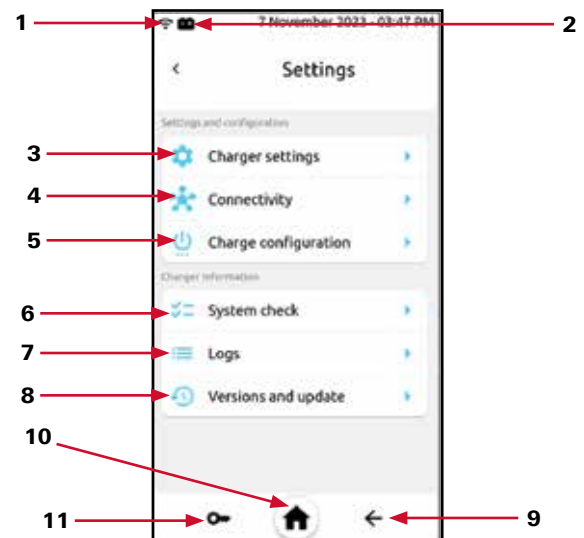 1
2
7 November 2023 - 03:47 PM
Settings
Settings and configuration
3
Charger settings
4
Connectivity
5
Charge configuration
Charger information
6
System check
7
Logs
8
Versions and update
10
11
9